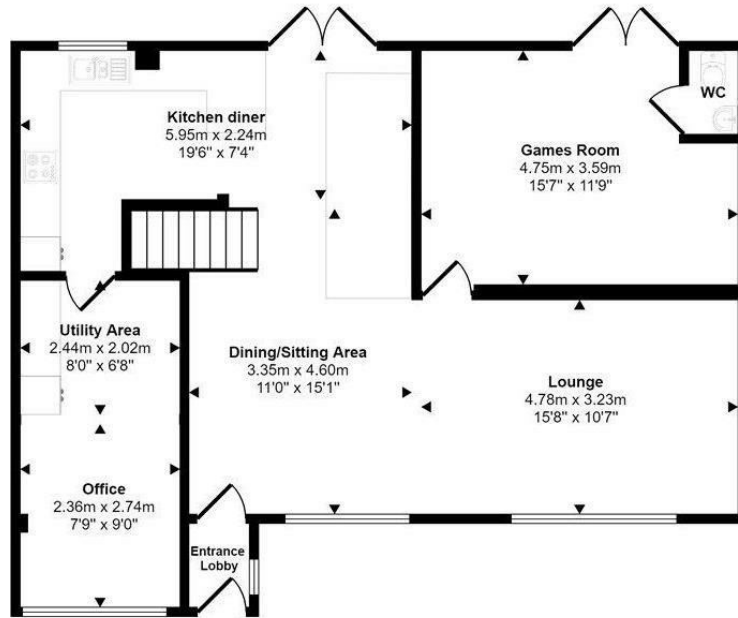 Kitchen diner
5.95m x 2.24m
19'6" x 7'4"
WC
Games Room
4.75m x 3.59m
15'7" x 11'9"
Utility Area
2.44m x 2.02m
8'0" x 6'8"
Dining/Sitting Area
3.35m x 4.60m
11'0" x 15'1"
Lounge
4.78m x 3.23m
15'8" x 10'7"
Office
2.36m x 2.74m
7'9" x 9'0"
Entrance
Lobby